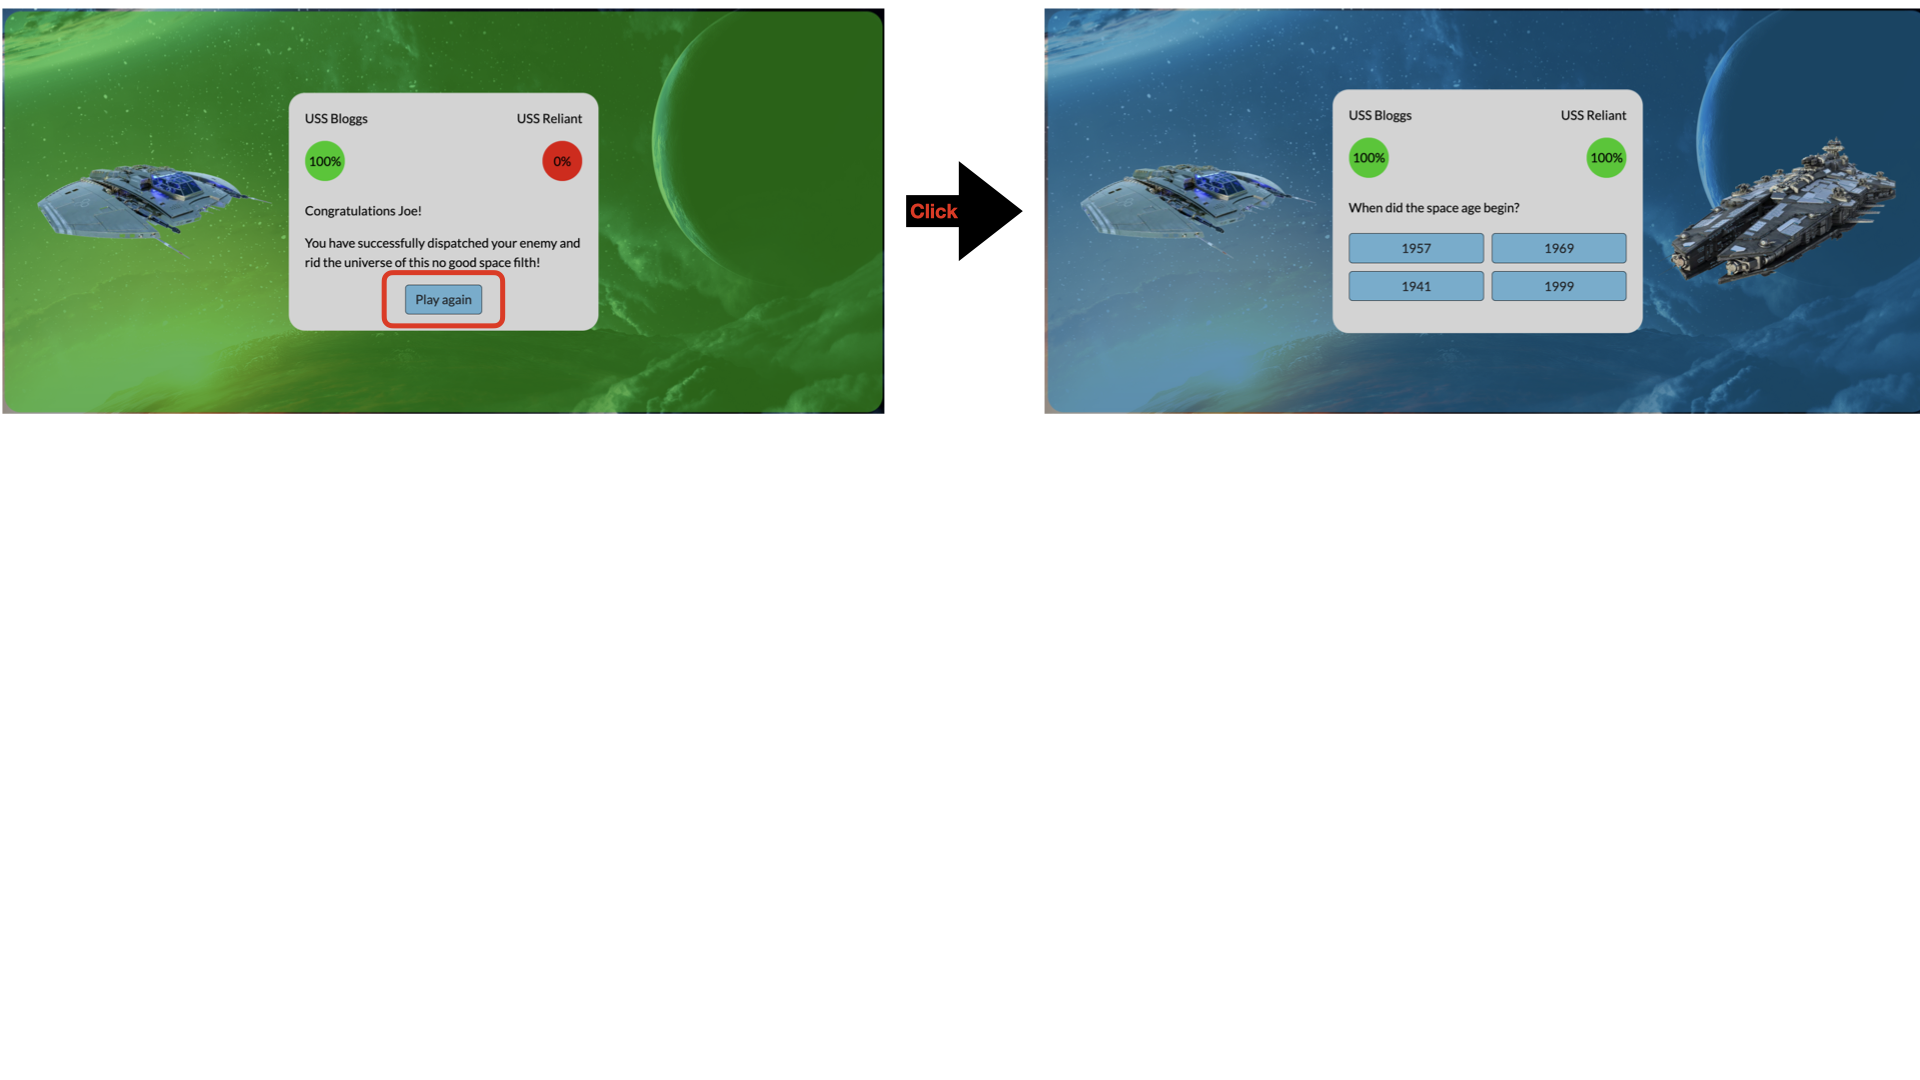 USS Bloggs
USS Reliant
100%
0%
Congratulations Joe!
You have successfully dispatched your enemy and
rid the universe of this no good space filth!
Play again
Click
USS Bloggs
USS Reliant
100%
100%
When did the space age begin?
1957
1969
1941
1999